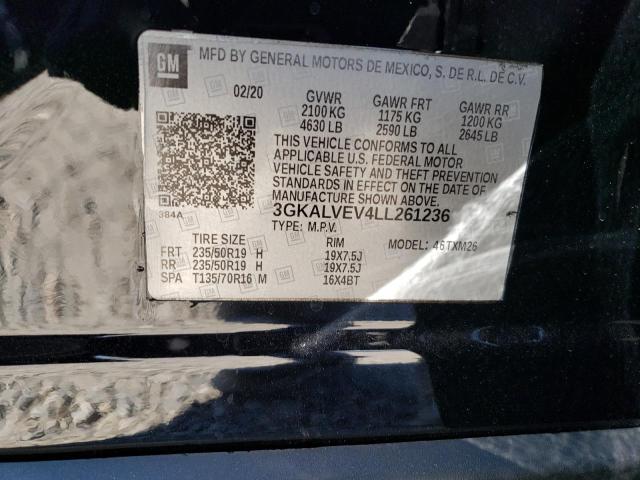 GM MFD BY GENERAL MOTORS DE MEXICO, S. DE R.L. DE C.V.
02/20 GVWR GAWR FRT GAWR RR
2100 KG 1175 KG 1200 KG
4630 LB 2590 LB 2645 LB
THIS VEHICLE CONFORMS TO ALL
APPLICABLE U.S. FEDERAL MOTOR
VEHICLE SAFETY AND THEFT PREVENTION
STANDARDS IN EFFECT ON THE DATE OF
MANUFACTURE SHOWN ABOVE.
384A 3GKALVEV4LL261236
TYPE: M.P.V.
TIRE SIZE RIM MODEL: 46TXM26
FRT 235/50R19 H 19X7.5J
RR 235/50R19 H 19X7.5J
SPA T135/70R16 M 16X4BT